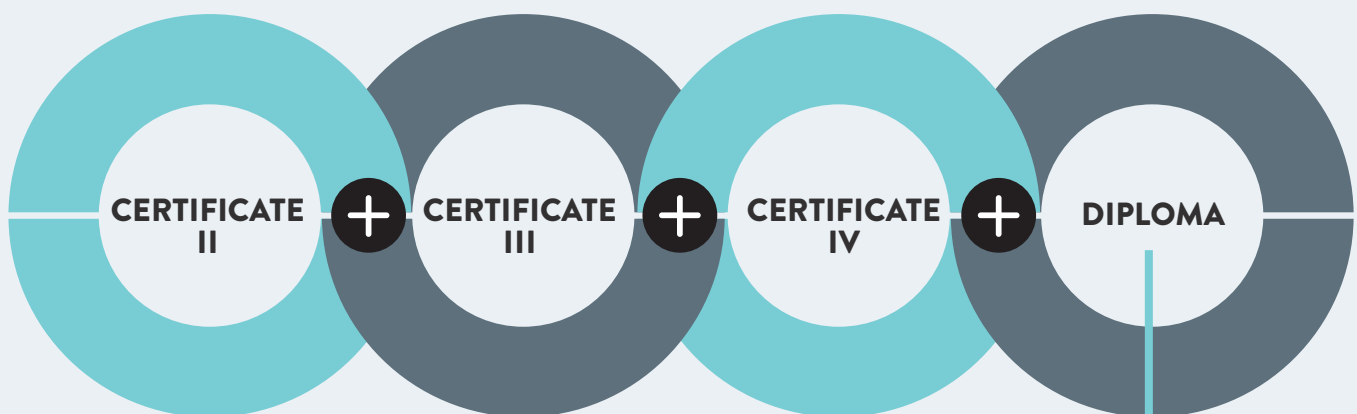 CERTIFICATE
II
CERTIFICATE
III
CERTIFICATE
IV
DIPLOMA